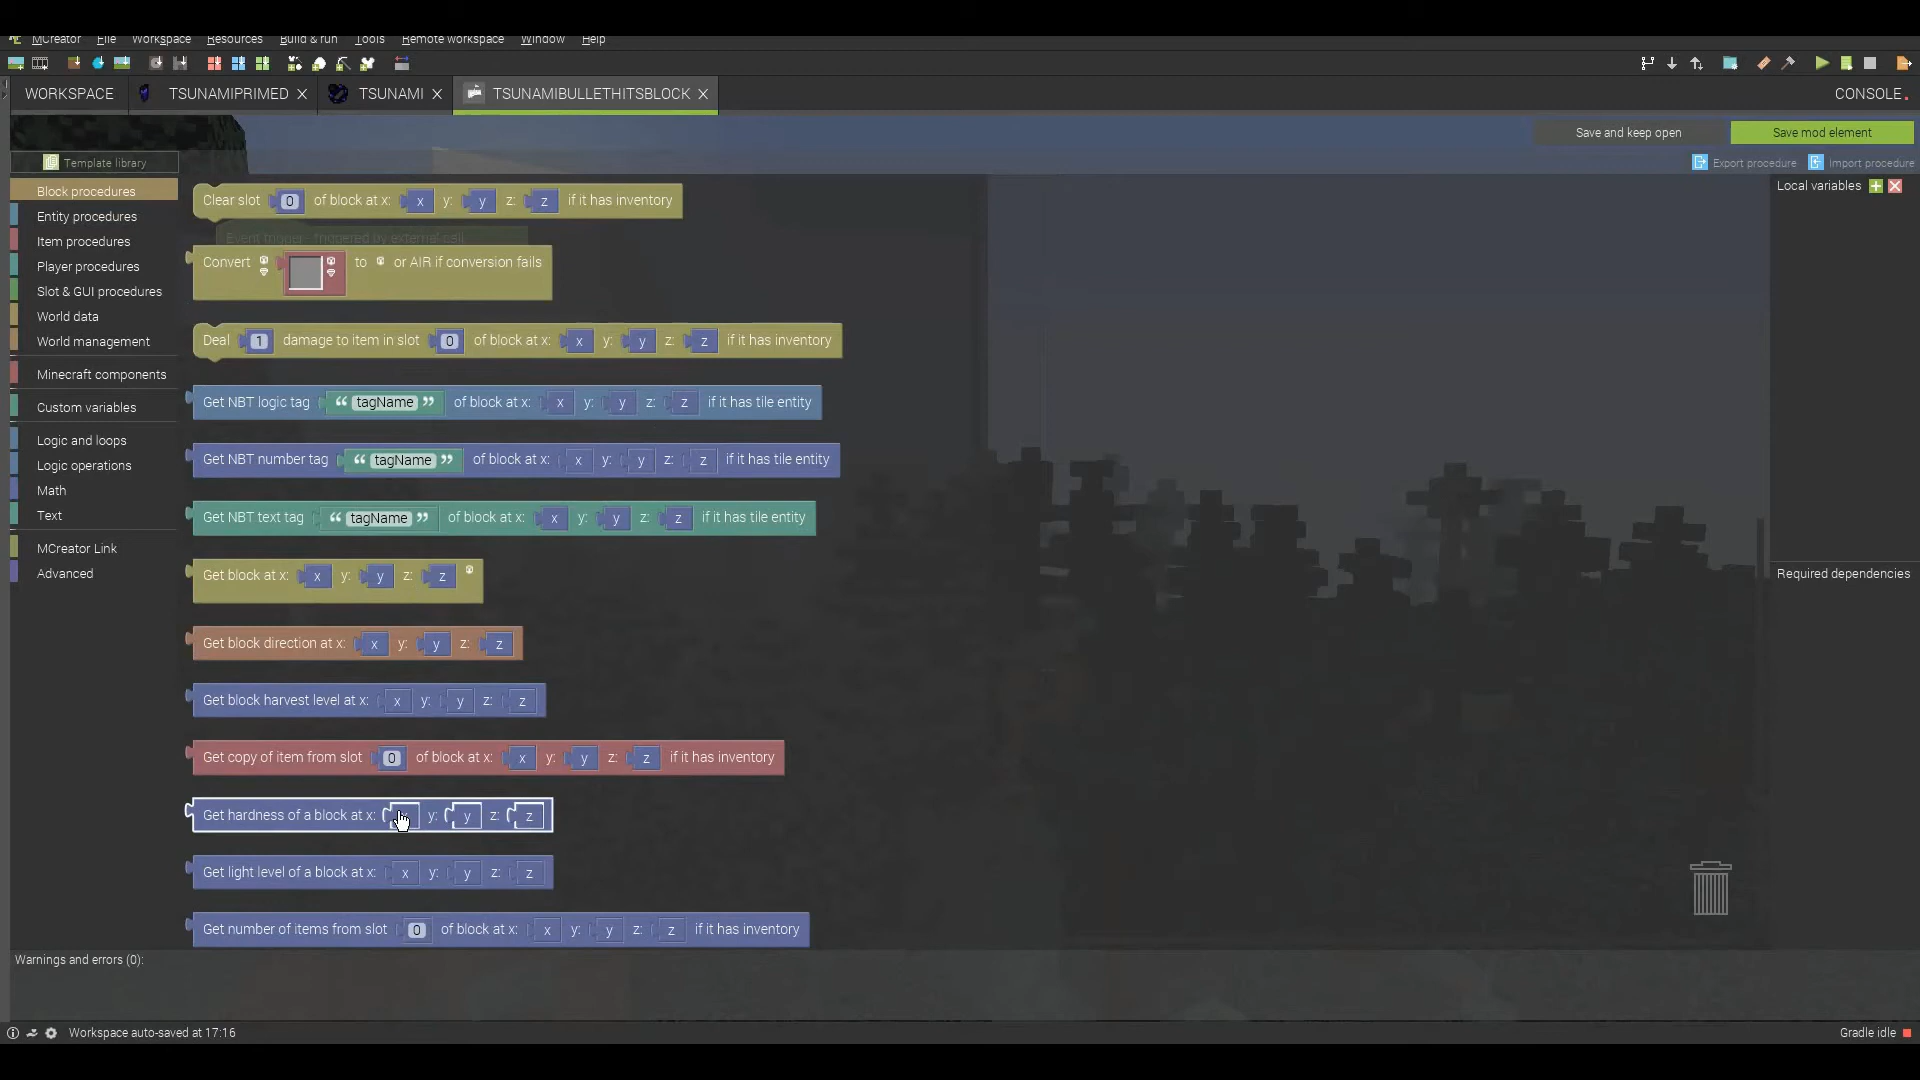 MCreator File Workspace Resources Build & run Tools Remote workspace Window Help
WORKSPACE TSUNAMIPRIMED TSUNAMI TSUNAMIBULLETHITSBLOCK CONSOLE
Save and keep open Save mod element
Template library Export procedure Import procedure
Block procedures
Entity procedures
Item procedures
Player procedures
Slot & GUI procedures
World data
World management
Minecraft components
Custom variables
Logic and loops
Logic operations
Math
Text
MCreator Link
Advanced
Clear slot 0 of block at x: x y: y z: z if it has inventory
Event trigger: triggered by external call
Convert to or AIR if conversion fails
Deal 1 damage to item in slot 0 of block at x: x y: y z: z if it has inventory
Get NBT logic tag “ tagName ” of block at x: x y: y z: z if it has tile entity
Get NBT number tag “ tagName ” of block at x: x y: y z: z if it has tile entity
Get NBT text tag “ tagName ” of block at x: x y: y z: z if it has tile entity
Get block at x: x y: y z: z
Get block direction at x: x y: y z: z
Get block harvest level at x: x y: y z: z
Get copy of item from slot 0 of block at x: x y: y z: z if it has inventory
Get hardness of a block at x: y: y z: z
Get light level of a block at x: x y: y z: z
Get number of items from slot 0 of block at x: x y: y z: z if it has inventory
Local variables
Required dependencies
Warnings and errors (0):
Workspace auto-saved at 17:16 Gradle idle